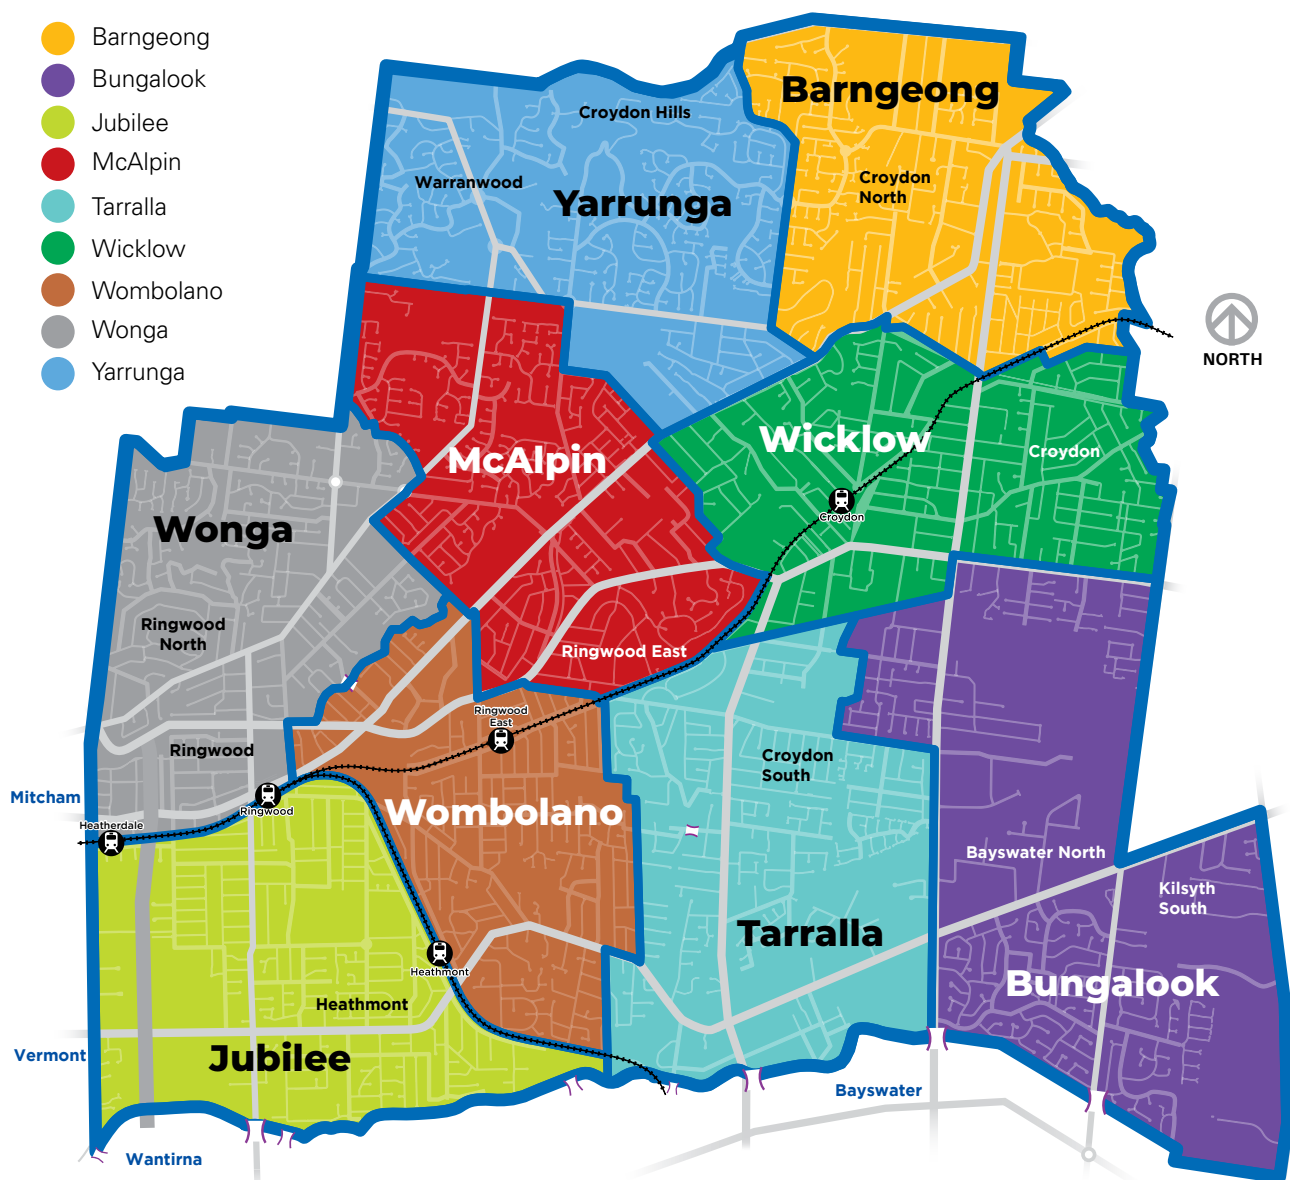 Barngeong
Bungalook
Jubilee
McAlpin
Tarralla
Wicklow
Wombolano
Wonga
Yarrunga
Barngeong
Croydon Hills
Warranwood
Croydon
North
Yarrunga
NORTH
Wicklow
Croydon
McAlpin
Croydon
Wonga
Ringwood
North
Ringwood East
Ringwood
East
Ringwood
Croydon
South
Mitcham
Ringwood
Heatherdale
Wombolano
Bayswater North
Kilsyth
South
Tarralla
Heathmont
Bungalook
Heathmont
Vermont
Jubilee
Bayswater
Wantirna